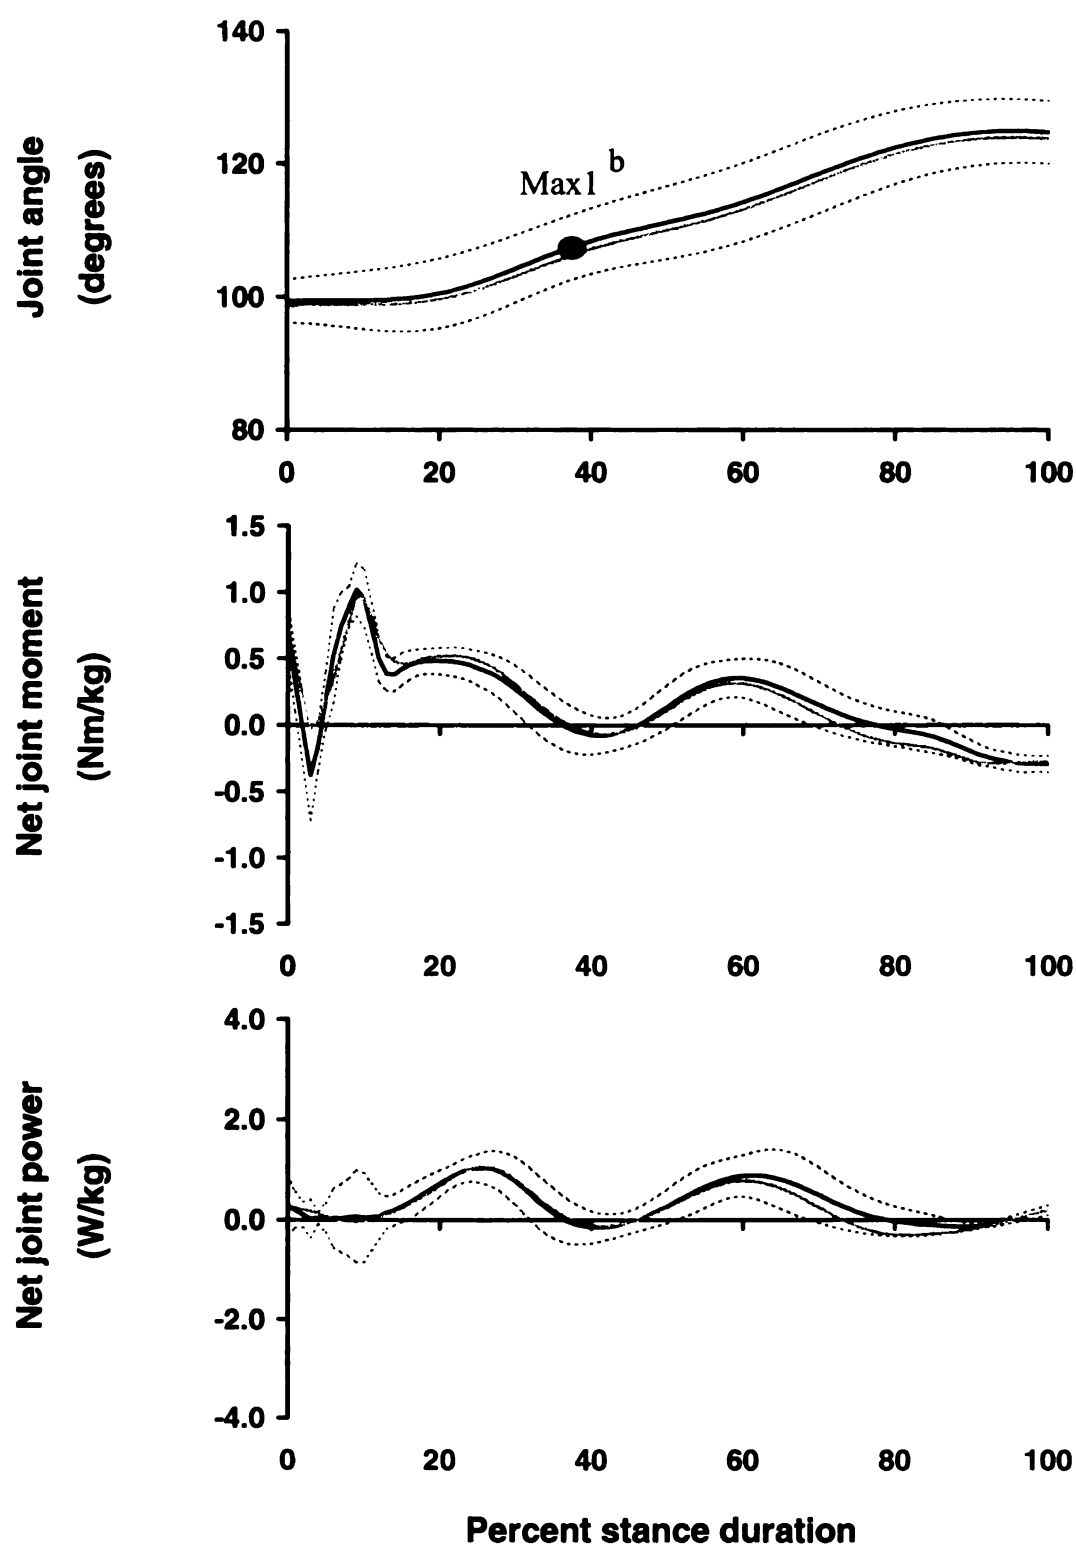 140
120
100
80
Joint angle
(degrees)
Max1 b
0 20 40 60 80 100
1.5
1.0
0.5
0.0
-0.5
-1.0
-1.5
Net joint moment
(Nm/kg)
0 20 40 60 80 100
4.0
2.0
0.0
-2.0
-4.0
Net joint power
(W/kg)
0 20 40 60 80 100
Percent stance duration